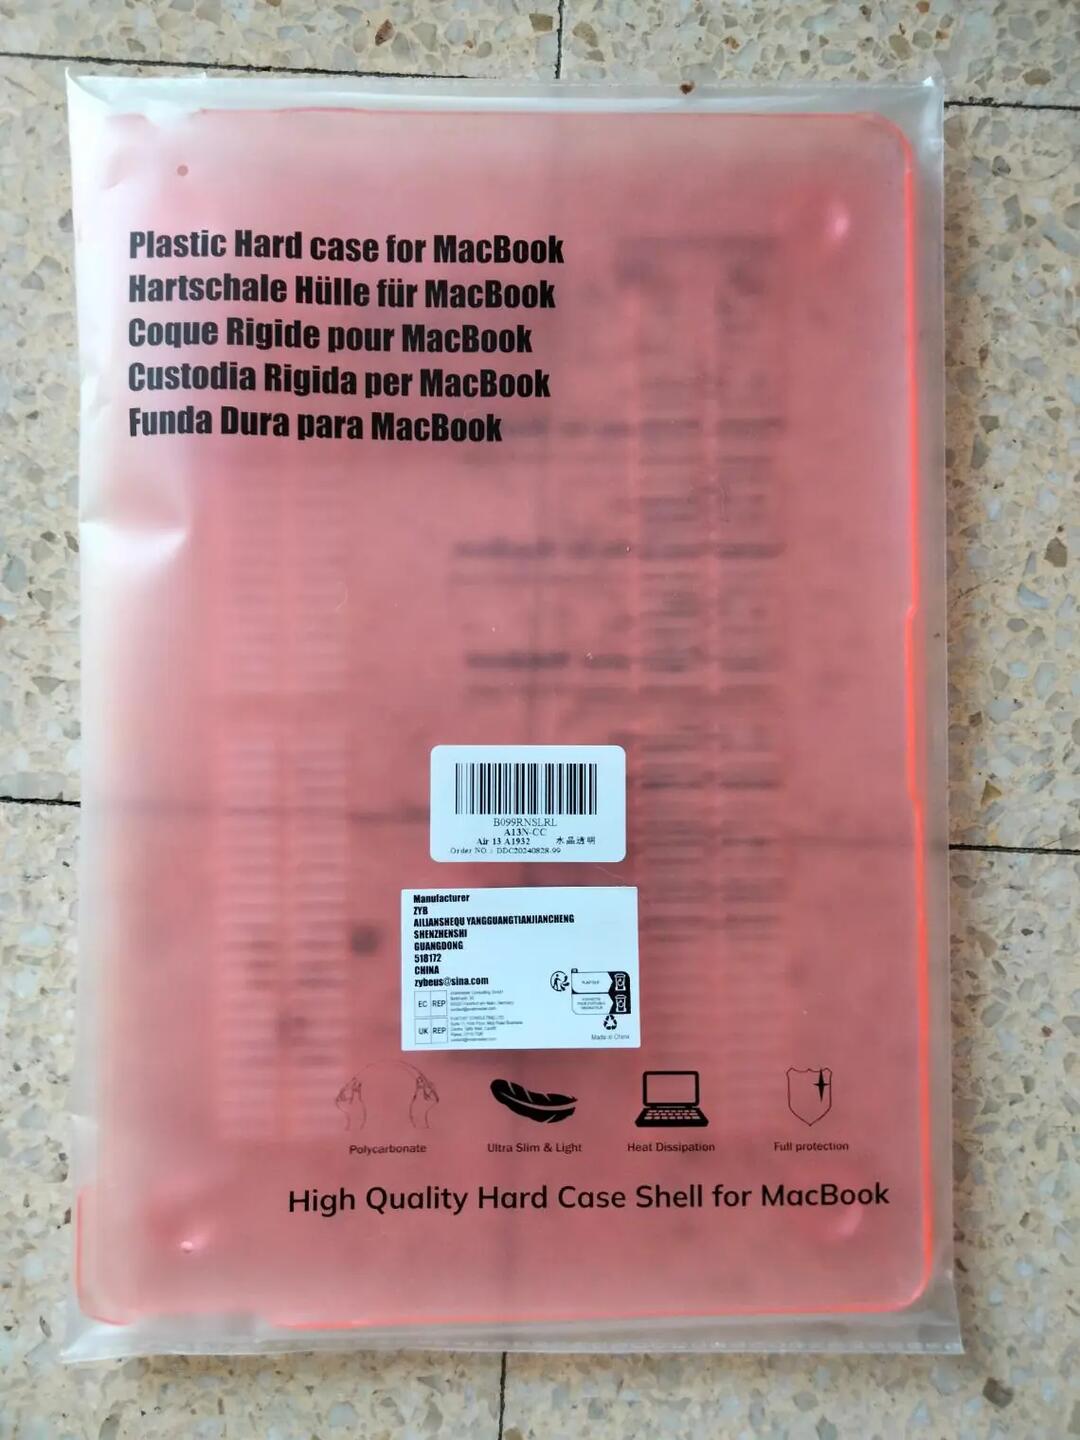 Plastic Hard case for MacBook
Hartschale Hülle für MacBook
Coque Rigide pour MacBook
Custodia Rigida per MacBook
Funda Dura para MacBook
B099RNSLRL
A13N-CC
Air 13 A1932 水晶透明
Order NO.: DDC20240828-99
Manufacturer
ZYB
AILIANSHEQU YANGGUANGTIANJIANCHENG
SHENZHENSHI
GUANGDONG
518172
CHINA
zybeus@sina.com
EC REP
UK REP
Made in China
Polycarbonate
Ultra Slim & Light
Heat Dissipation
Full protection
High Quality Hard Case Shell for MacBook